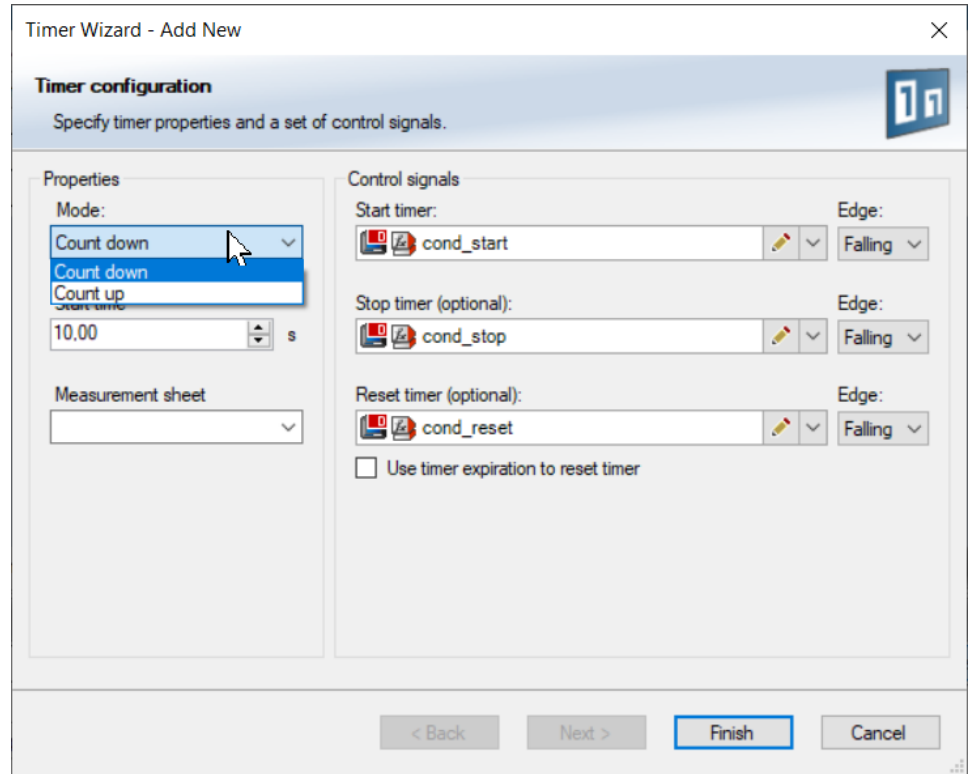 Timer Wizard - Add New
Timer configuration
Specify timer properties and a set of control signals.
Properties
Mode:
Count down
Count down
Count up
Start time
10,00 s
Measurement sheet
Control signals
Start timer:
Edge:
cond_start
Falling
Stop timer (optional):
Edge:
cond_stop
Falling
Reset timer (optional):
Edge:
cond_reset
Falling
Use timer expiration to reset timer
< Back
Next >
Finish
Cancel